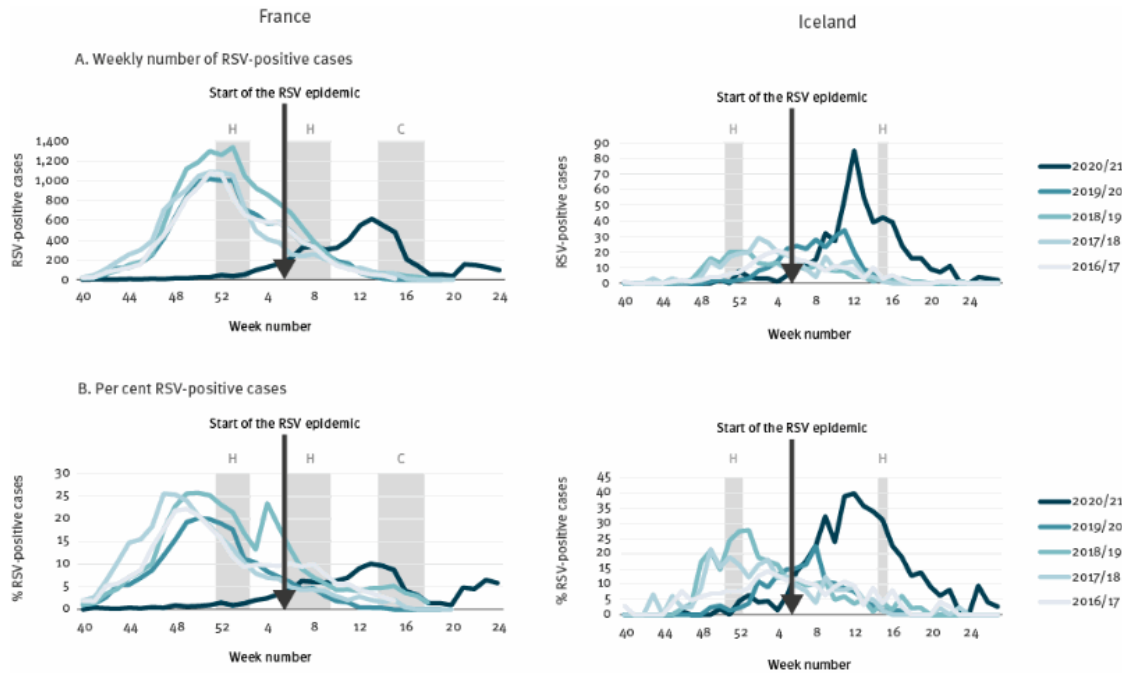 France
Iceland
A. Weekly number of RSV-positive cases
Start of the RSV epidemic
H H C
1,400
1,200
1,000
800
600
400
200
0
RSV-positive cases
40 44 48 52 4 8 12 16 20 24
Week number
Start of the RSV epidemic
H H
90
80
70
60
50
40
30
20
10
0
RSV-positive cases
40 44 48 52 4 8 12 16 20 24
Week number
2020/21
2019/20
2018/19
2017/18
2016/17
B. Per cent RSV-positive cases
Start of the RSV epidemic
H H C
30
25
20
15
10
5
0
% RSV-positive cases
40 44 48 52 4 8 12 16 20 24
Week number
Start of the RSV epidemic
H H
45
40
35
30
25
20
15
10
5
0
% RSV-positive cases
40 44 48 52 4 8 12 16 20 24
Week number
2020/21
2019/20
2018/19
2017/18
2016/17